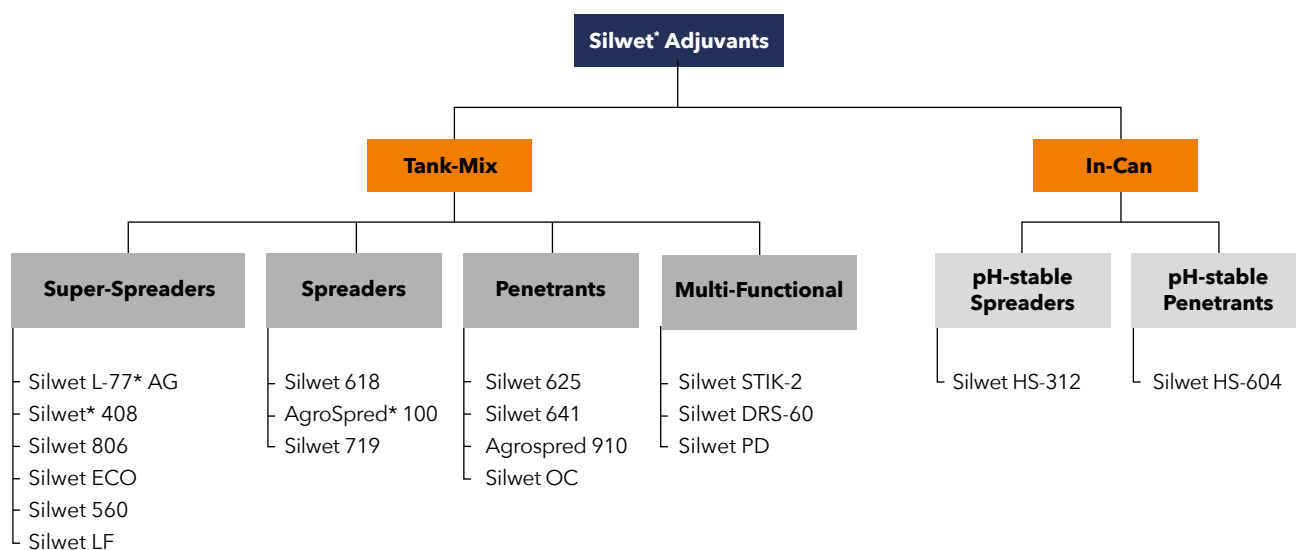 Silwet* Adjuvants
Tank-Mix
In-Can
Super-Spreaders
Spreaders
Penetrants
Multi-Functional
pH-stable
Spreaders
pH-stable
Penetrants
Silwet L-77* AG
Silwet* 408
Silwet 806
Silwet ECO
Silwet 560
Silwet LF
Silwet 618
AgroSpred* 100
Silwet 719
Silwet 625
Silwet 641
Agrospred 910
Silwet OC
Silwet STIK-2
Silwet DRS-60
Silwet PD
Silwet HS-312
Silwet HS-604